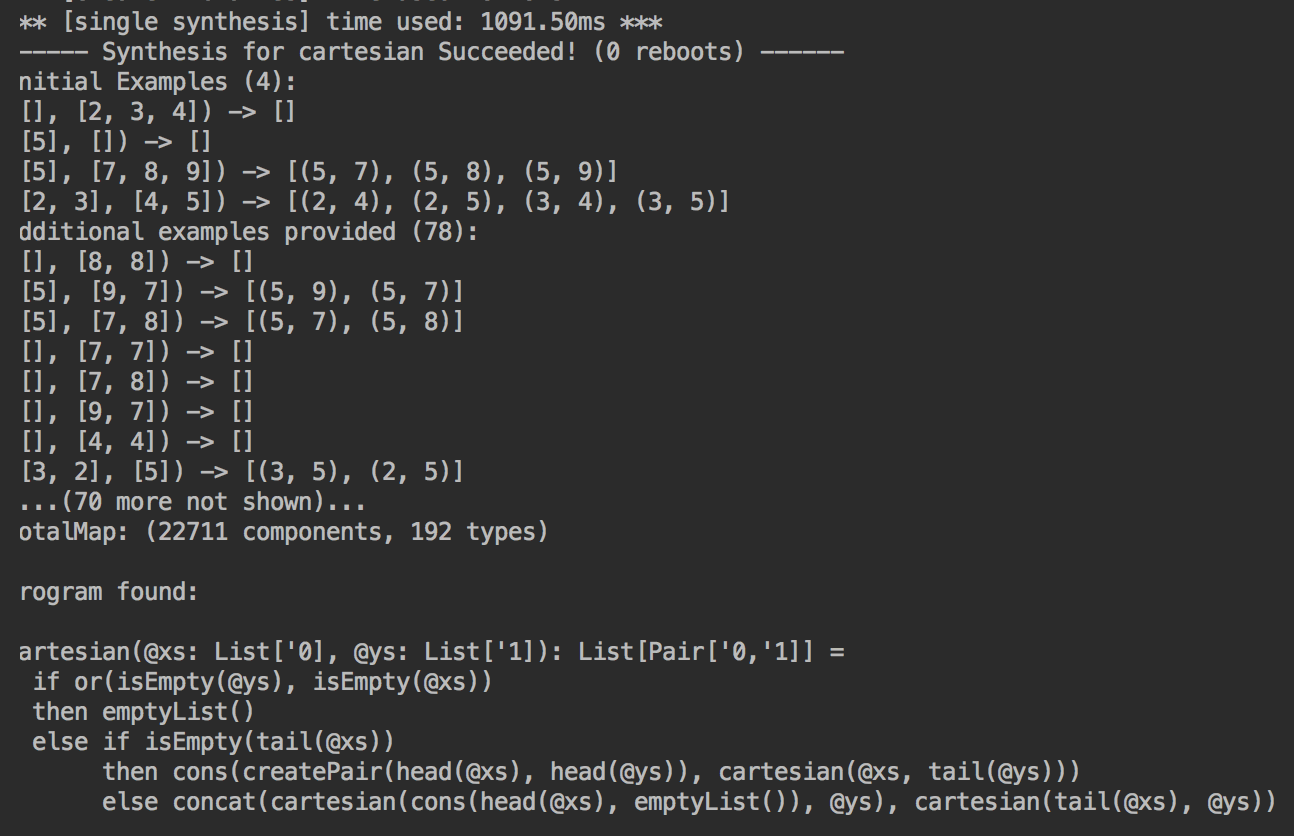 ** [single synthesis] time used: 1091.50ms ***
----- Synthesis for cartesian Succeeded! (0 reboots) ------
nitial Examples (4):
[], [2, 3, 4]) -> []
[5], []) -> []
[5], [7, 8, 9]) -> [(5, 7), (5, 8), (5, 9)]
[2, 3], [4, 5]) -> [(2, 4), (2, 5), (3, 4), (3, 5)]
dditional examples provided (78):
[], [8, 8]) -> []
[5], [9, 7]) -> [(5, 9), (5, 7)]
[5], [7, 8]) -> [(5, 7), (5, 8)]
[], [7, 7]) -> []
[], [7, 8]) -> []
[], [9, 7]) -> []
[], [4, 4]) -> []
[3, 2], [5]) -> [(3, 5), (2, 5)]
...(70 more not shown)...
otalMap: (22711 components, 192 types)
rogram found:
artesian(@xs: List['0], @ys: List['1]): List[Pair['0,'1]] =
if or(isEmpty(@ys), isEmpty(@xs))
then emptyList()
else if isEmpty(tail(@xs))
then cons(createPair(head(@xs), head(@ys)), cartesian(@xs, tail(@ys)))
else concat(cartesian(cons(head(@xs), emptyList()), @ys), cartesian(tail(@xs), @ys))